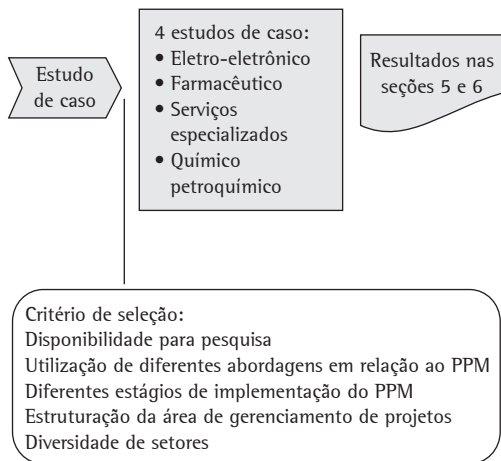 Estudo
de caso
4 estudos de caso:
• Eletro-eletrônico
• Farmacêutico
• Serviços
especializados
• Químico
petroquímico
Resultados nas
seções 5 e 6
Critério de seleção:
Disponibilidade para pesquisa
Utilização de diferentes abordagens em relação ao PPM
Diferentes estágios de implementação do PPM
Estruturação da área de gerenciamento de projetos
Diversidade de setores